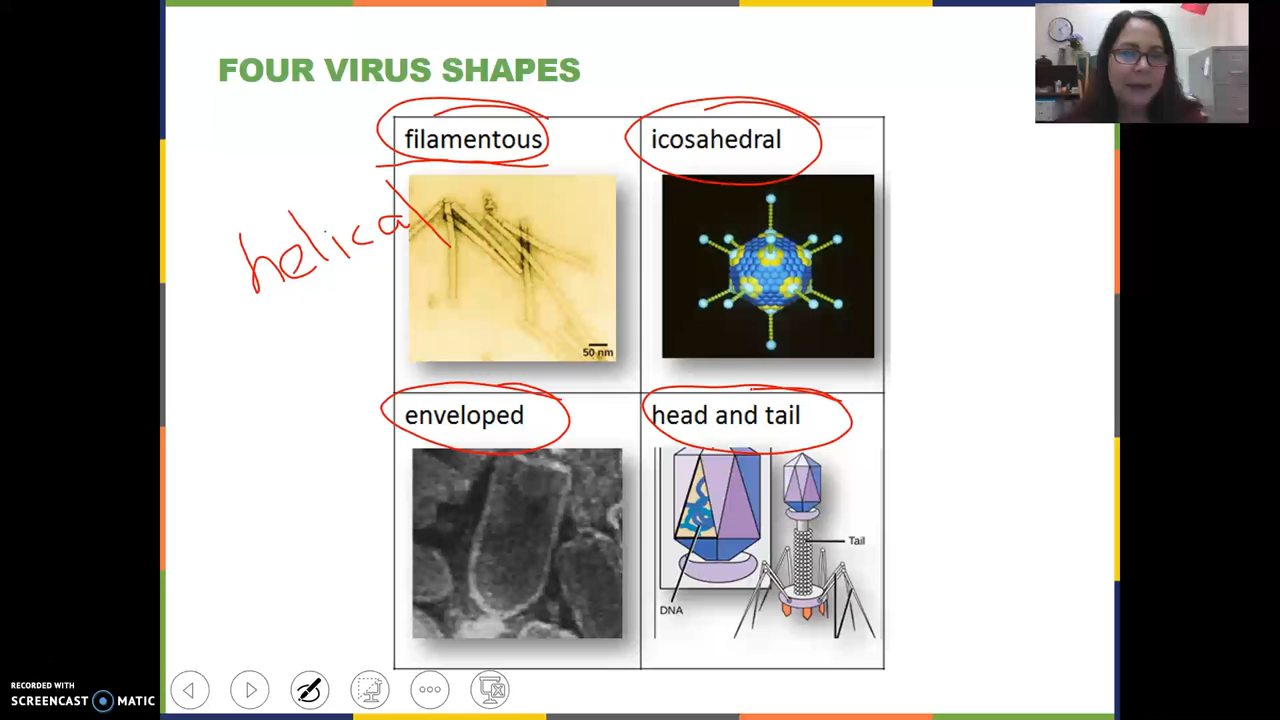 FOUR VIRUS SHAPES
filamentous
icosahedral
helical
50 nm
enveloped
head and tail
Tail
DNA
RECORDED WITH
SCREENCAST MATIC